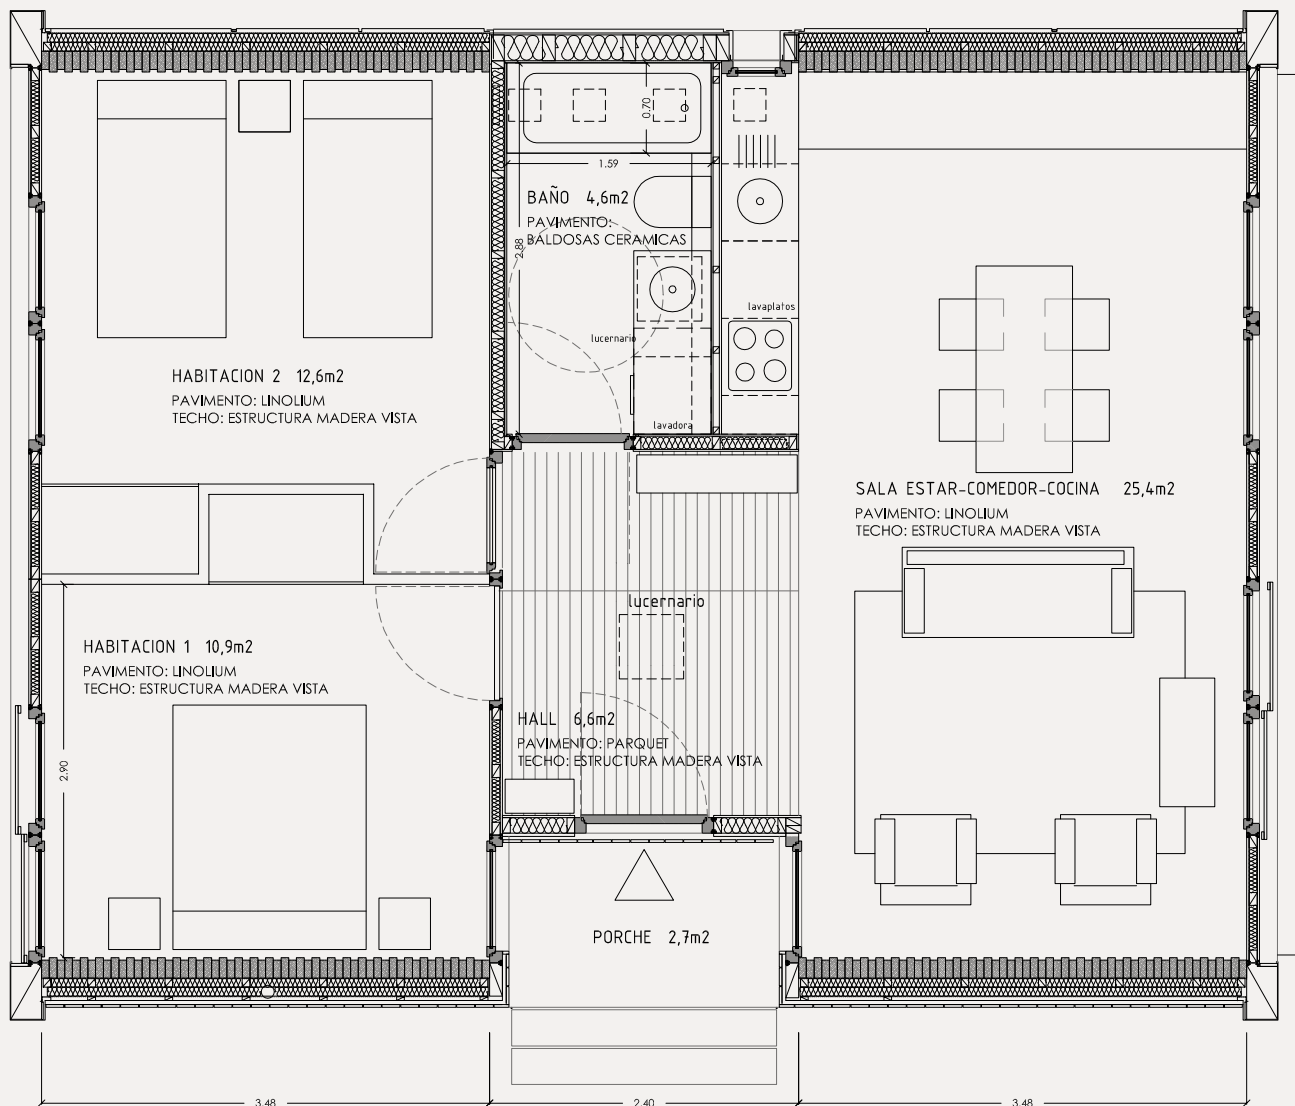 0.70
1.59
BAÑO 4,6m2
PAVIMENTO:
BALDOSAS CERAMICAS
2.88
lavaplatos
lucernario
lavadora
HABITACION 2 12,6m2
PAVIMENTO: LINOLIUM
TECHO: ESTRUCTURA MADERA VISTA
SALA ESTAR-COMEDOR-COCINA 25,4m2
PAVIMENTO: LINOLIUM
TECHO: ESTRUCTURA MADERA VISTA
lucernario
HABITACION 1 10,9m2
PAVIMENTO: LINOLIUM
TECHO: ESTRUCTURA MADERA VISTA
2.90
HALL 6,6m2
PAVIMENTO: PARQUET
TECHO: ESTRUCTURA MADERA VISTA
PORCHE 2,7m2
3.48
2.40
3.48